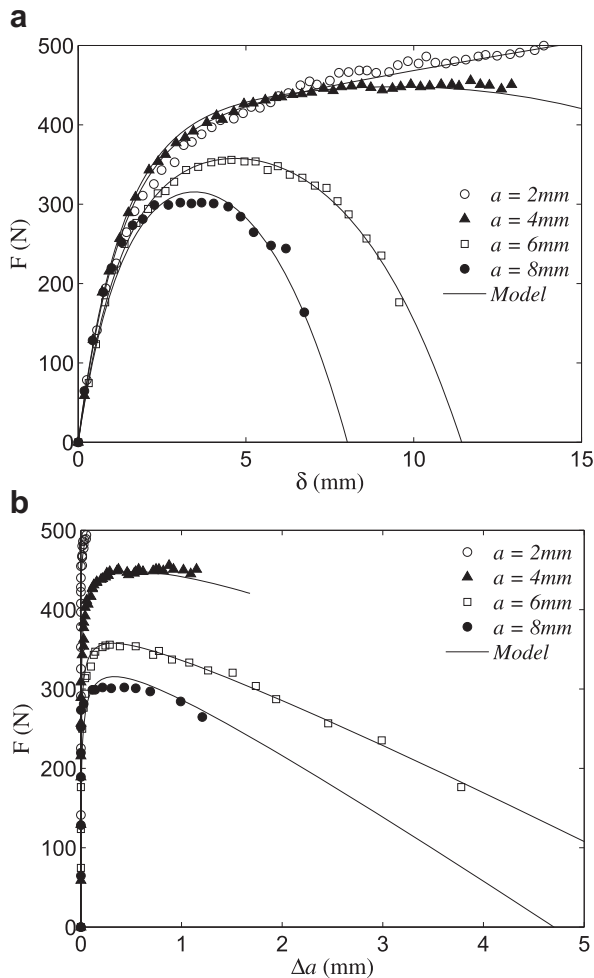 a
500
400
300
200
100
0
F (N)
a = 2mm
a = 4mm
a = 6mm
a = 8mm
Model
0 5 10 15
δ (mm)
b
500
400
300
200
100
0
F (N)
a = 2mm
a = 4mm
a = 6mm
a = 8mm
Model
0 1 2 3 4 5
Δa (mm)